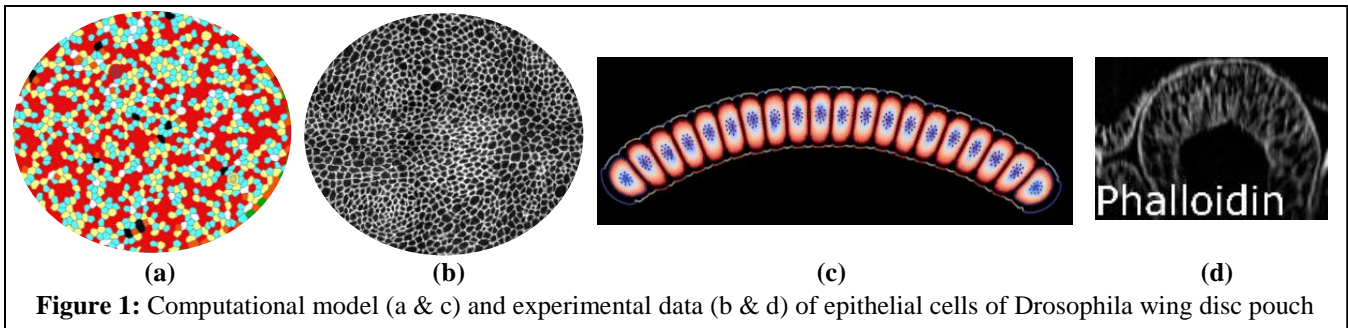 Phalloidin
(a) (b) (c) (d)
Figure 1: Computational model (a & c) and experimental data (b & d) of epithelial cells of Drosophila wing disc pouch